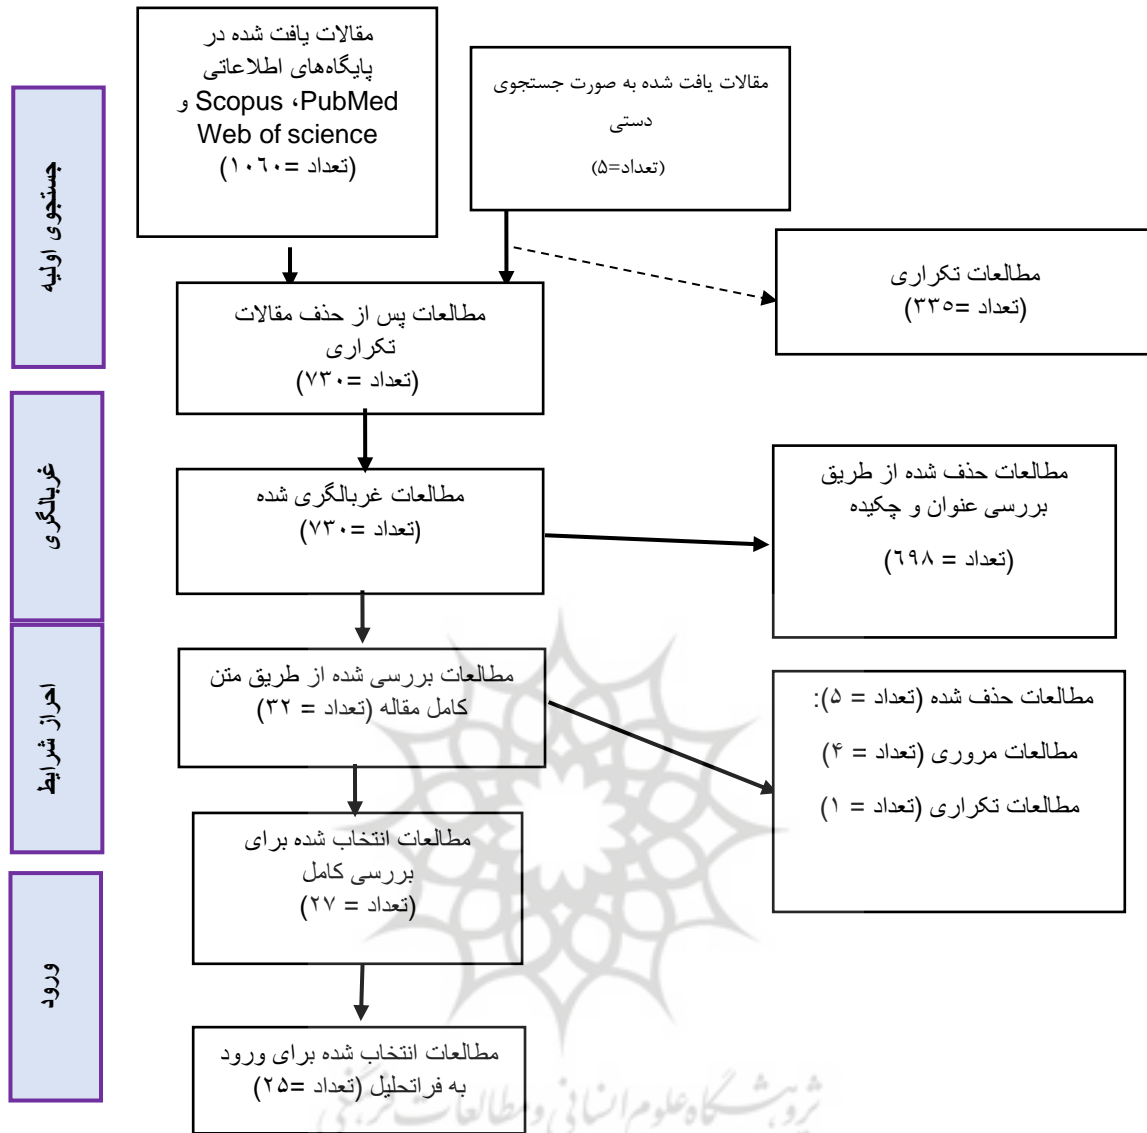 مقالات یافت شده در
پایگاه‌های اطلاعاتی
PubMed، Scopus و
Web of science
(تعداد =۱۰۶۰)
مقالات یافت شده به صورت جستجوی
دستی
(تعداد=۵)
جستجوی اولیه
مطالعات تکراری
(تعداد =۳۳۵)
مطالعات پس از حذف مقالات
تکراری
(تعداد =۷۳۰)
غربالگری
مطالعات غربالگری شده
(تعداد =۷۳۰)
مطالعات حذف شده از طریق
بررسی عنوان و چکیده
(تعداد = ۶۹۸)
احراز شرایط
مطالعات بررسی شده از طریق متن
کامل مقاله (تعداد = ۳۲)
مطالعات حذف شده (تعداد = ۵):
مطالعات مروری (تعداد = ۴)
مطالعات تکراری (تعداد = ۱)
مطالعات انتخاب شده برای
بررسی کامل
(تعداد = ۲۷)
ورود
مطالعات انتخاب شده برای ورود
به فراتحلیل (تعداد =۲۵)
پژوهشگاه علوم انسانی و مطالعات فرهنگی